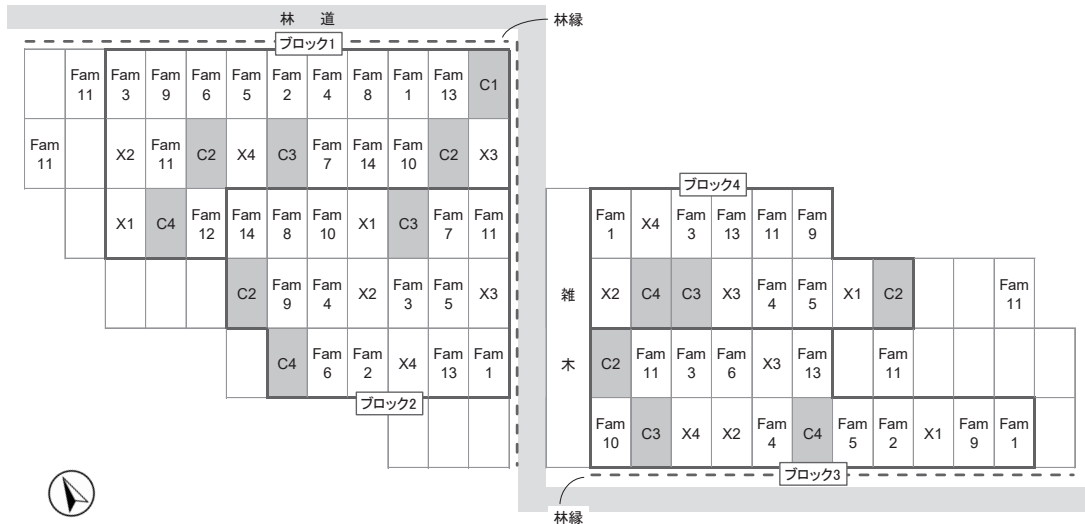 林 道
林縁
ブロック1
Fam 11 Fam 3 Fam 9 Fam 6 Fam 5 Fam 2 Fam 4 Fam 8 Fam 1 Fam 13 C1
Fam 11 X2 Fam 11 C2 X4 C3 Fam 7 Fam 14 Fam 10 C2 X3
X1 C4 Fam 12 Fam 14 Fam 8 Fam 10 X1 C3 Fam 7 Fam 11
C2 Fam 9 Fam 4 X2 Fam 3 Fam 5 X3
C4 Fam 6 Fam 2 X4 Fam 13 Fam 1
ブロック2
ブロック4
Fam 1 X4 Fam 3 Fam 13 Fam 11 Fam 9
雑 X2 C4 C3 X3 Fam 4 Fam 5 X1 C2 Fam 11
木 C2 Fam 11 Fam 3 Fam 6 X3 Fam 13 Fam 11
Fam 10 C3 X4 X2 Fam 4 C4 Fam 5 Fam 2 X1 Fam 9 Fam 1
ブロック3
林縁